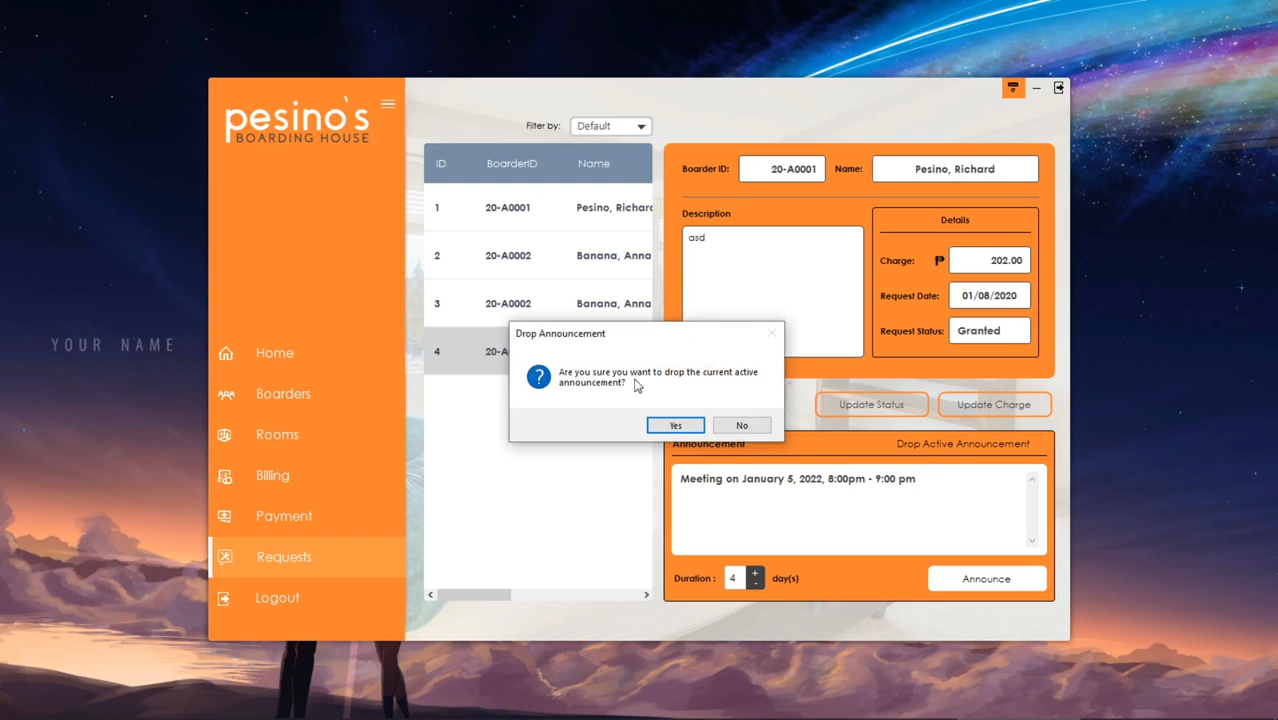 pesino`s
BOARDING HOUSE
YOUR NAME
Home
Boarders
Rooms
Billing
Payment
Requests
Logout
Filter by: Default
ID BoarderID Name
1 20-A0001 Pesino, Richard
2 20-A0002 Banana, Anna
3 20-A0002 Banana, Anna
4 20-A
Boarder ID: 20-A0001 Name: Pesino, Richard
Description
asd
Details
Charge: ₱ 202.00
Request Date: 01/08/2020
Request Status: Granted
Update Status Update Charge
Drop Announcement
? Are you sure you want to drop the current active
announcement?
Yes No
Announcement Drop Active Announcement
Meeting on January 5, 2022, 8:00pm - 9:00 pm
Duration : 4 + - day(s)
Announce